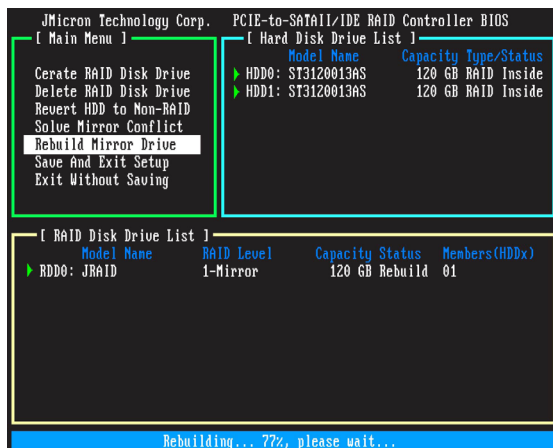 JMicron Technology Corp. PCIE-to-SATAII/IDE RAID Controller BIOS
[ Main Menu ]
Cerate RAID Disk Drive
Delete RAID Disk Drive
Revert HDD to Non-RAID
Solve Mirror Conflict
Rebuild Mirror Drive
Save And Exit Setup
Exit Without Saving
[ Hard Disk Drive List ]
Model Name Capacity Type/Status
HDD0: ST3120013AS 120 GB RAID Inside
HDD1: ST3120013AS 120 GB RAID Inside
[ RAID Disk Drive List ]
Model Name RAID Level Capacity Status Members(HDDx)
RDD0: JRAID 1-Mirror 120 GB Rebuild 01
Rebuilding... 77%, please wait...